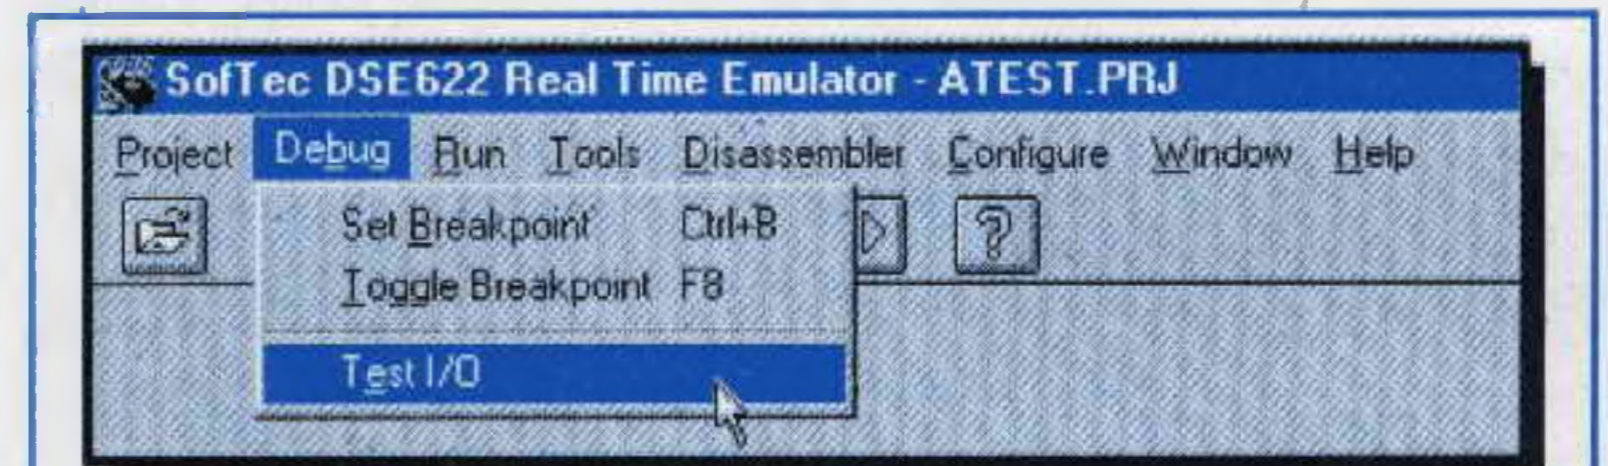 SofTec DSE622 Real Time Emulator - ATEST.PRJ
Project Debug Run Tools Disassembler Configure Window Help
Set Breakpoint Ctrl+B
Toggle Breakpoint F8
Test I/O